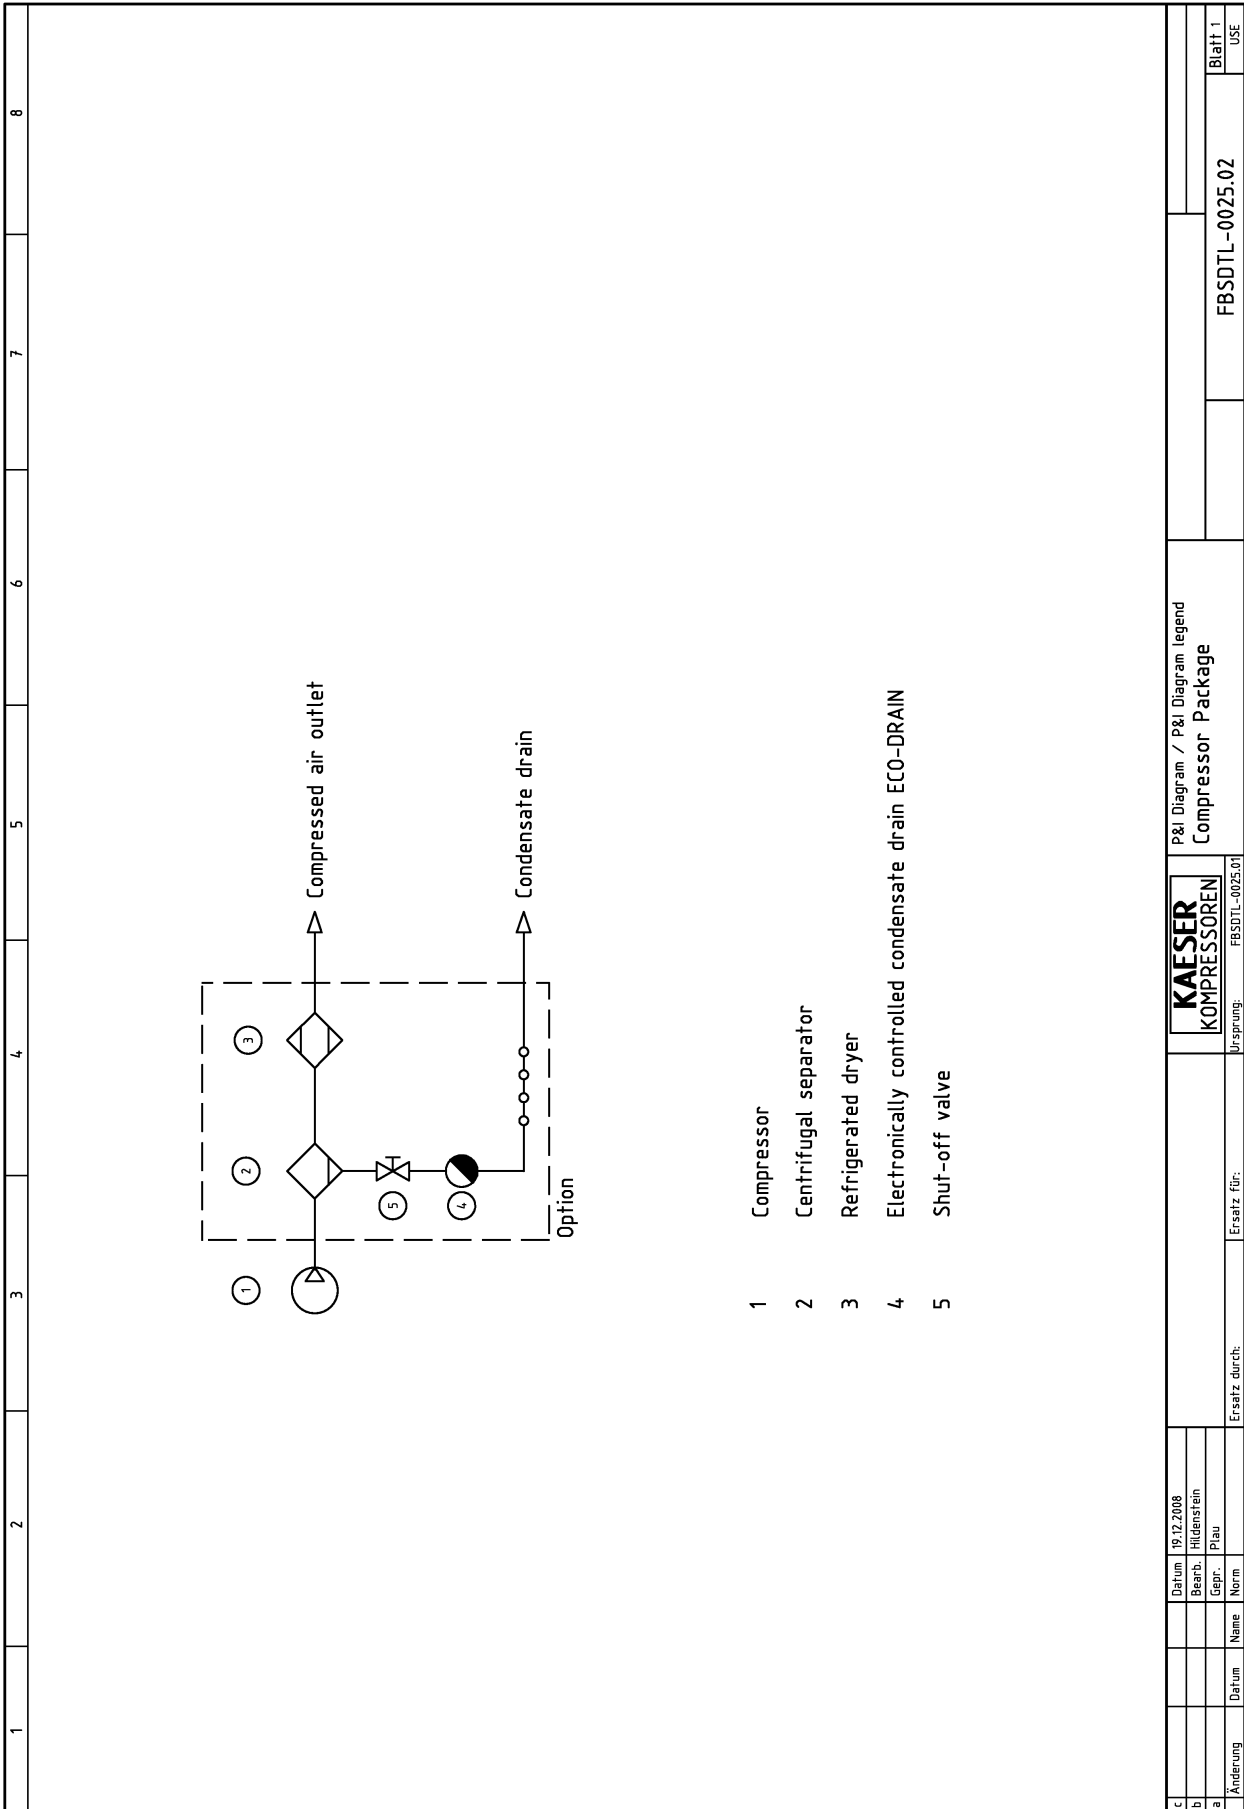 1 2 3 4 5 6 7 8
1 2 3
Compressed air outlet
5
4
Condensate drain
Option
1 Compressor
2 Centrifugal separator
3 Refrigerated dryer
4 Electronically controlled condensate drain ECO-DRAIN
5 Shut-off valve
c
b
a
Änderung Datum Name
Datum 19.12.2008
Bearb. Hildenstein
Gepr. Plau
Norm
Ersatz durch:
Ersatz für:
KAESER
KOMPRESSOREN
Ursprung: FBSDTL-0025.01
P&I Diagram / P&I Diagram legend
Compressor Package
FBSDTL-0025.02
Blatt 1
USE